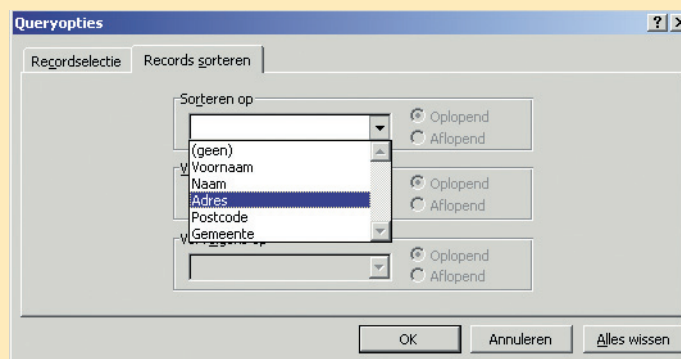 Queryopties
Recordselectie
Records sorteren
Sorteren op
Oplopend
Aflopend
(geen)
Voornaam
Naam
Adres
Postcode
Gemeente
Oplopend
Aflopend
op
Oplopend
Aflopend
OK
Annuleren
Alles wissen